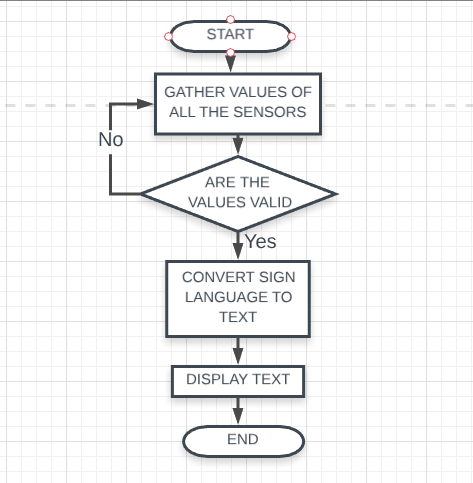 START
GATHER VALUES OF
ALL THE SENSORS
No
ARE THE
VALUES VALID
Yes
CONVERT SIGN
LANGUAGE TO
TEXT
DISPLAY TEXT
END